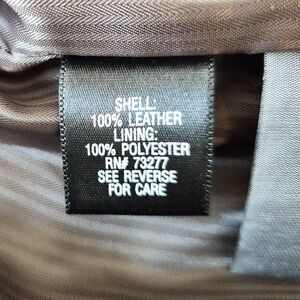 SHELL:
100% LEATHER
LINING:
100% POLYESTER
RN# 73277
SEE REVERSE
FOR CARE